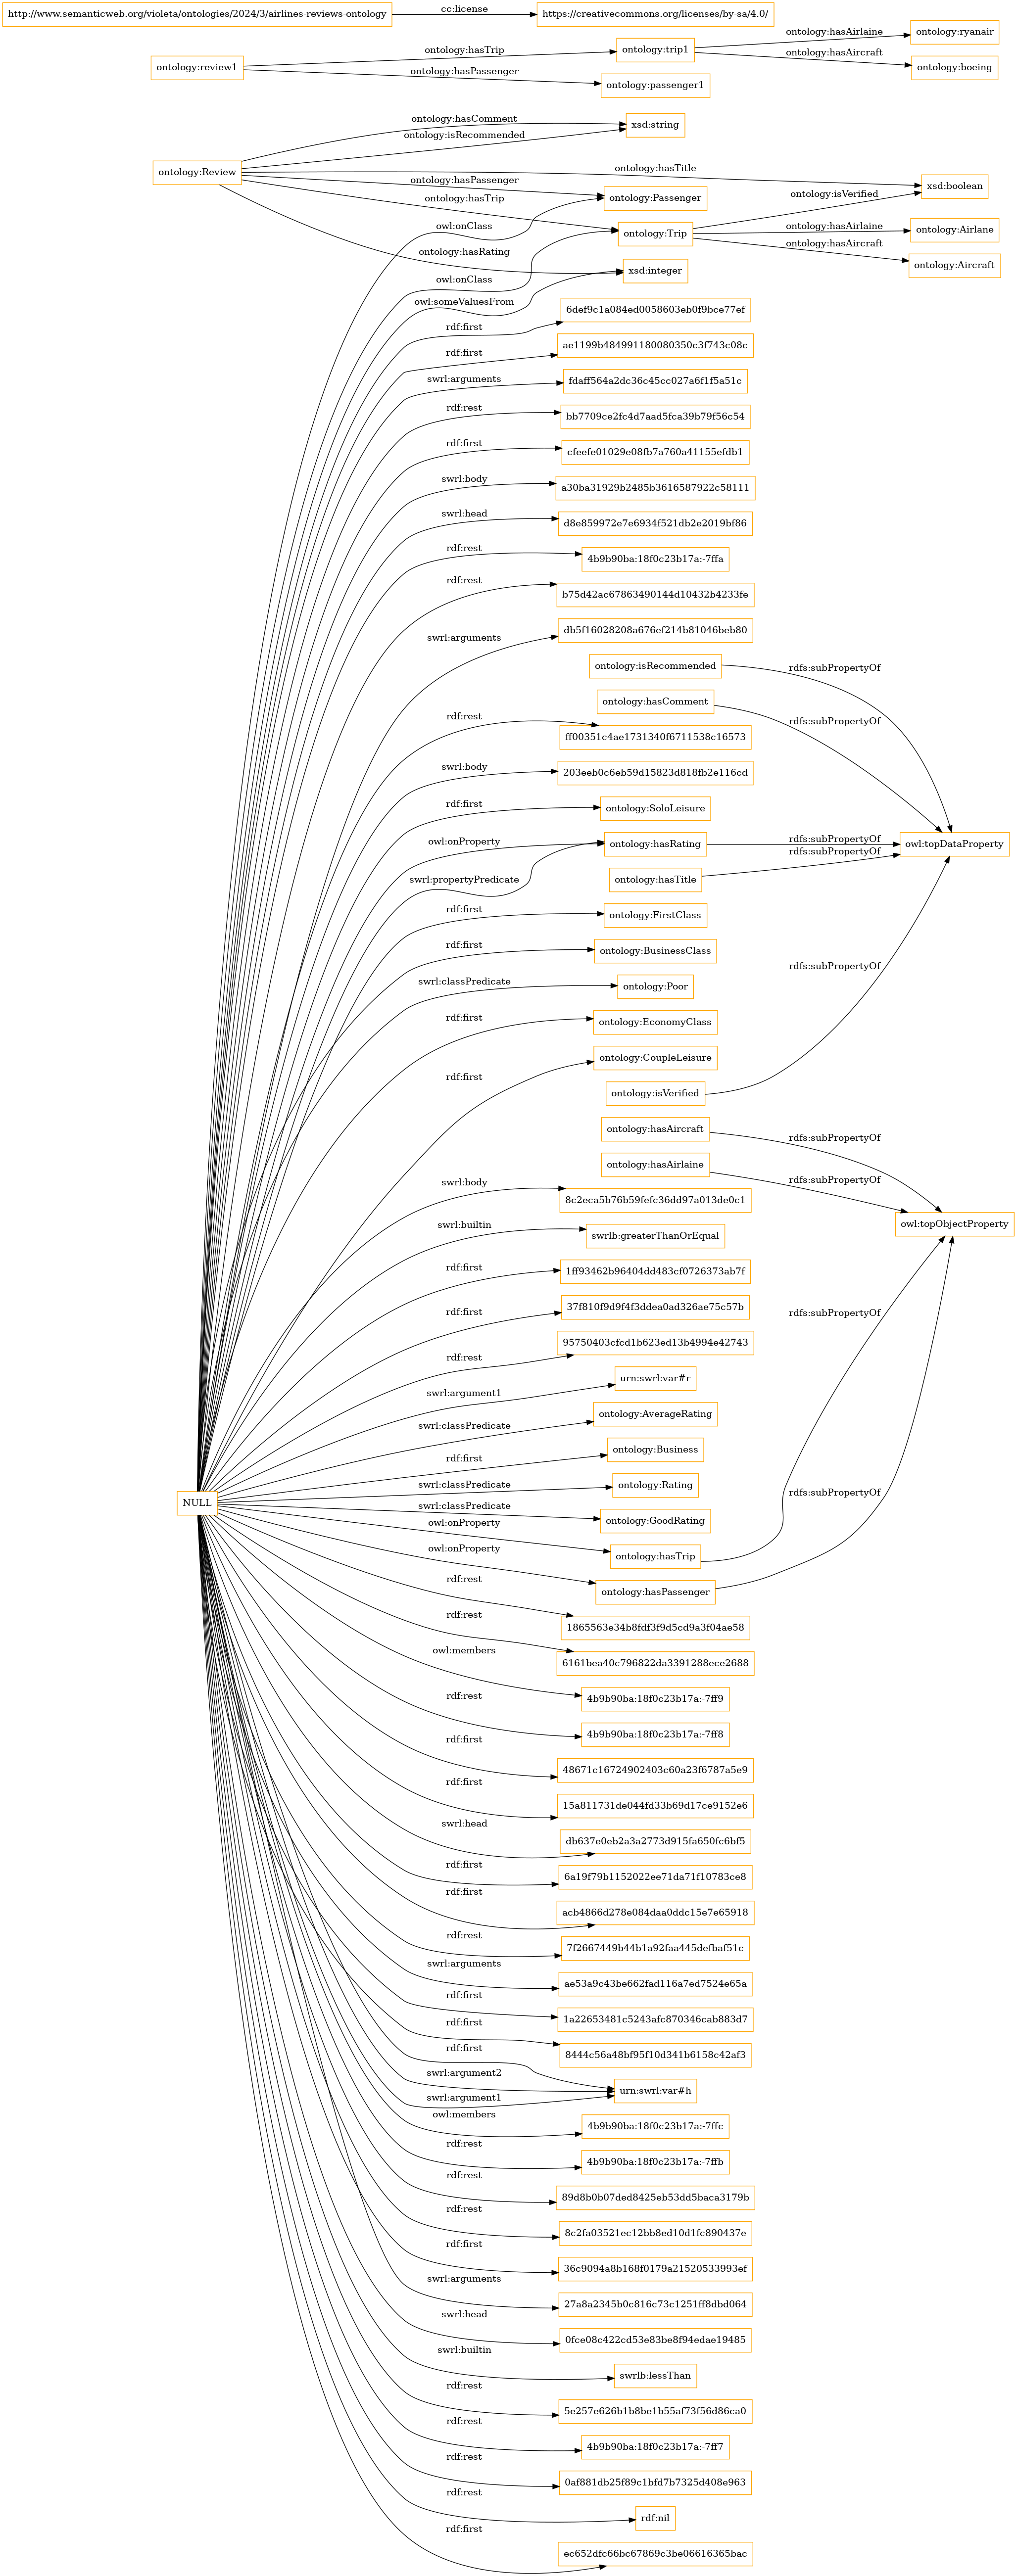 http://www.semanticweb.org/violeta/ontologies/2024/3/airlines-reviews-ontology
cc:license
https://creativecommons.org/licenses/by-sa/4.0/
ontology:review1
ontology:hasTrip
ontology:trip1
ontology:hasAirlaine
ontology:ryanair
ontology:hasAircraft
ontology:boeing
ontology:hasPassenger
ontology:passenger1
ontology:Review
ontology:hasComment
xsd:string
ontology:isRecommended
ontology:hasTitle
xsd:boolean
ontology:hasPassenger
ontology:Passenger
ontology:hasTrip
ontology:Trip
ontology:isVerified
ontology:hasAirlaine
ontology:Airlane
ontology:hasAircraft
ontology:Aircraft
ontology:hasRating
xsd:integer
owl:onClass
owl:onClass
owl:someValuesFrom
rdf:first
6def9c1a084ed0058603eb0f9bce77ef
rdf:first
ae1199b484991180080350c3f743c08c
swrl:arguments
fdaff564a2dc36c45cc027a6f1f5a51c
rdf:rest
bb7709ce2fc4d7aad5fca39b79f56c54
rdf:first
cfeefe01029e08fb7a760a41155efdb1
swrl:body
a30ba31929b2485b3616587922c58111
swrl:head
d8e859972e7e6934f521db2e2019bf86
rdf:rest
4b9b90ba:18f0c23b17a:-7ffa
rdf:rest
b75d42ac67863490144d10432b4233fe
swrl:arguments
db5f16028208a676ef214b81046beb80
ontology:isRecommended
rdfs:subPropertyOf
ontology:hasComment
rdfs:subPropertyOf
rdf:rest
ff00351c4ae1731340f6711538c16573
swrl:body
203eeb0c6eb59d15823d818fb2e116cd
rdf:first
ontology:SoloLeisure
owl:onProperty
ontology:hasRating
rdfs:subPropertyOf
owl:topDataProperty
swrl:propertyPredicate
ontology:hasTitle
rdfs:subPropertyOf
rdf:first
ontology:FirstClass
rdf:first
ontology:BusinessClass
swrl:classPredicate
ontology:Poor
rdfs:subPropertyOf
rdf:first
ontology:EconomyClass
rdf:first
ontology:CoupleLeisure
ontology:isVerified
ontology:hasAircraft
rdfs:subPropertyOf
ontology:hasAirlaine
rdfs:subPropertyOf
swrl:body
8c2eca5b76b59fefc36dd97a013de0c1
owl:topObjectProperty
swrl:builtin
swrlb:greaterThanOrEqual
rdf:first
1ff93462b96404dd483cf0726373ab7f
rdf:first
37f810f9d9f4f3ddea0ad326ae75c57b
rdfs:subPropertyOf
rdf:rest
95750403cfcd1b623ed13b4994e42743
swrl:argument1
urn:swrl:var#r
swrl:classPredicate
ontology:AverageRating
rdf:first
ontology:Business
swrl:classPredicate
ontology:Rating
NULL
swrl:classPredicate
ontology:GoodRating
rdfs:subPropertyOf
owl:onProperty
ontology:hasTrip
owl:onProperty
ontology:hasPassenger
rdf:rest
1865563e34b8fdf3f9d5cd9a3f04ae58
rdf:rest
6161bea40c796822da3391288ece2688
owl:members
4b9b90ba:18f0c23b17a:-7ff9
rdf:rest
4b9b90ba:18f0c23b17a:-7ff8
rdf:first
48671c16724902403c60a23f6787a5e9
rdf:first
15a811731de044fd33b69d17ce9152e6
swrl:head
db637e0eb2a3a2773d915fa650fc6bf5
rdf:first
6a19f79b1152022ee71da71f10783ce8
rdf:first
acb4866d278e084daa0ddc15e7e65918
rdf:rest
7f2667449b44b1a92faa445defbaf51c
swrl:arguments
ae53a9c43be662fad116a7ed7524e65a
rdf:first
1a22653481c5243afc870346cab883d7
rdf:first
8444c56a48bf95f10d341b6158c42af3
rdf:first
swrl:argument2
urn:swrl:var#h
swrl:argument1
owl:members
4b9b90ba:18f0c23b17a:-7ffc
rdf:rest
4b9b90ba:18f0c23b17a:-7ffb
rdf:rest
89d8b0b07ded8425eb53dd5baca3179b
rdf:rest
8c2fa03521ec12bb8ed10d1fc890437e
rdf:first
36c9094a8b168f0179a21520533993ef
swrl:arguments
27a8a2345b0c816c73c1251ff8dbd064
swrl:head
0fce08c422cd53e83be8f94edae19485
swrl:builtin
swrlb:lessThan
rdf:rest
5e257e626b1b8be1b55af73f56d86ca0
rdf:rest
4b9b90ba:18f0c23b17a:-7ff7
rdf:rest
0af881db25f89c1bfd7b7325d408e963
rdf:rest
rdf:nil
rdf:first
ec652dfc66bc67869c3be06616365bac